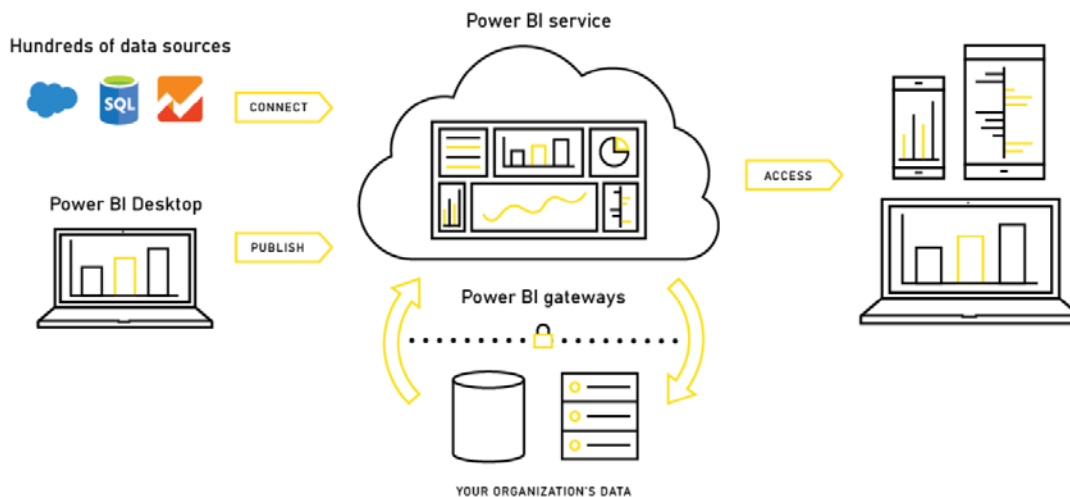 Power BI service
Hundreds of data sources
SQL
CONNECT
ACCESS
Power BI Desktop
PUBLISH
Power BI gateways
YOUR ORGANIZATION'S DATA